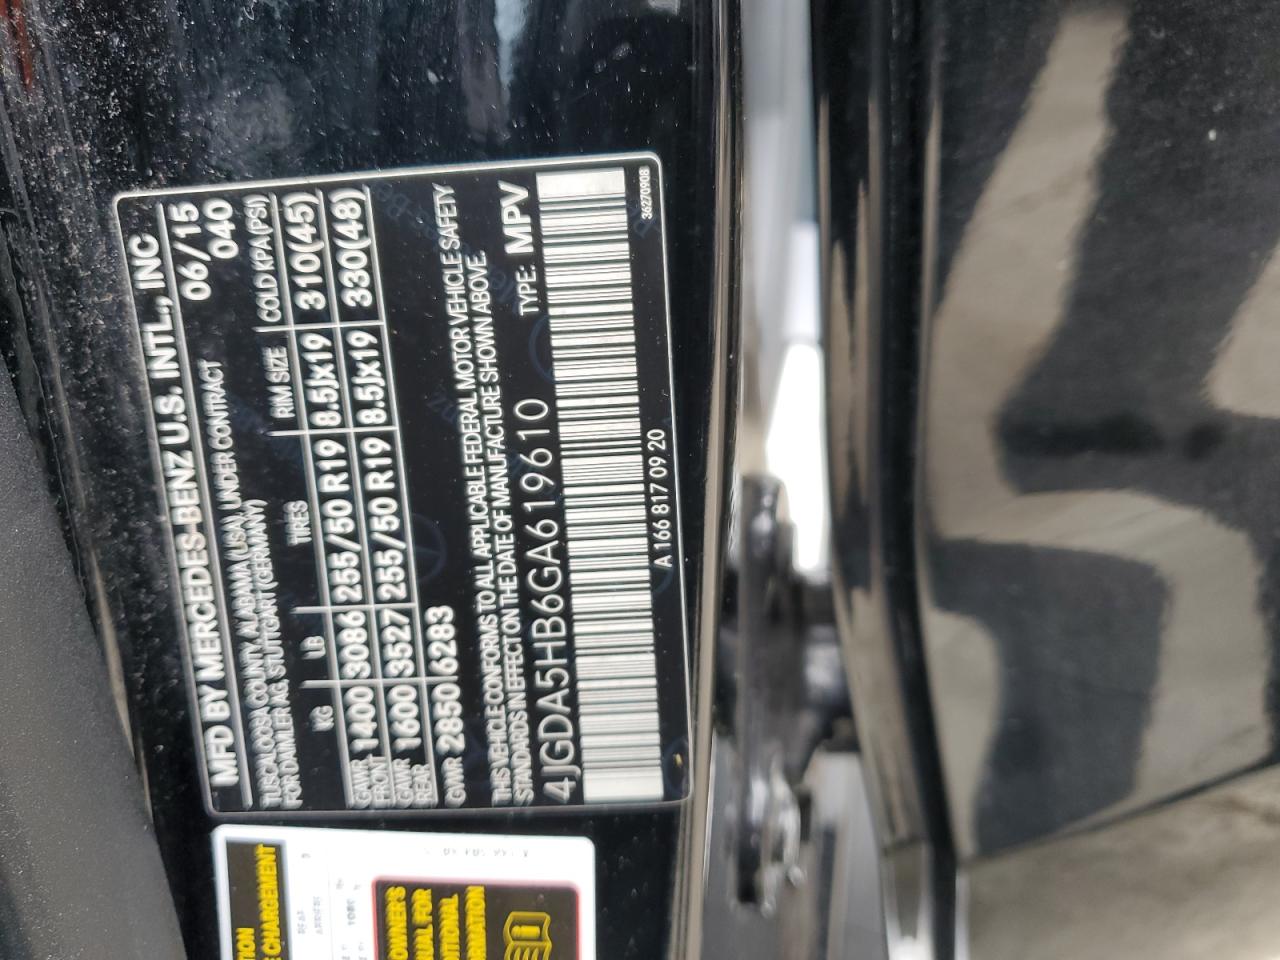 MFD BY MERCEDES-BENZ U.S. INTL., INC
06/15
TUSCALOOSA COUNTY, ALABAMA (USA), UNDER CONTRACT 040
FOR DAIMLER AG, STUTTGART (GERMANY)
KG LB TIRES RIM SIZE COLD KPA (PSI)
GAWR FRONT 1400 3086 255/50 R19 8.5Jx19 310(45)
GAWR REAR 1600 3527 255/50 R19 8.5Jx19 330(48)
GWR 2850 6283
THIS VEHICLE CONFORMS TO ALL APPLICABLE FEDERAL MOTOR VEHICLE SAFETY
STANDARDS IN EFFECT ON THE DATE OF MANUFACTURE SHOWN ABOVE.
4JGDA5HB6GA619610 TYPE: MPV
A 166 817 09 20 36270908
REAR
OWNER'S